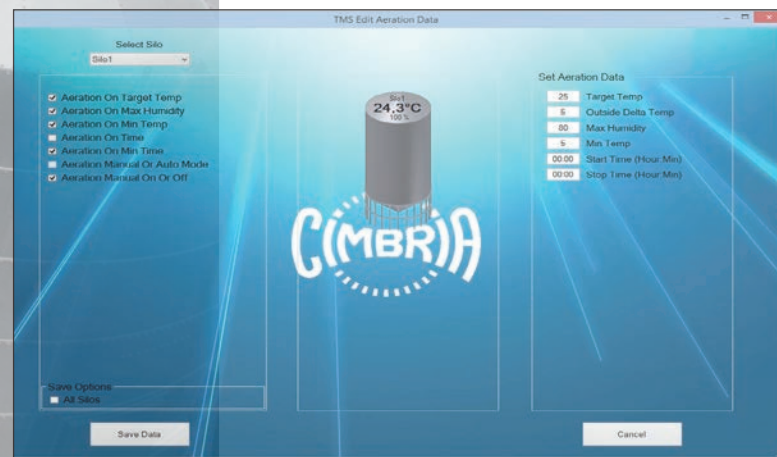 TMS Edit Aeration Data
Select Silo
Silo1
Aeration On Target Temp
Aeration On Max Humidity
Aeration On Min Temp
Aeration On Time
Aeration On Min Time
Aeration Manual Or Auto Mode
Aeration Manual On Or Off
Silo1
24,3°C
100 %
CIMBRIA
Set Aeration Data
25 Target Temp
5 Outside Delta Temp
80 Max Humidity
5 Min Temp
00:00 Start Time (Hour:Min)
00:00 Stop Time (Hour:Min)
Save Options
All Silos
Save Data
Cancel